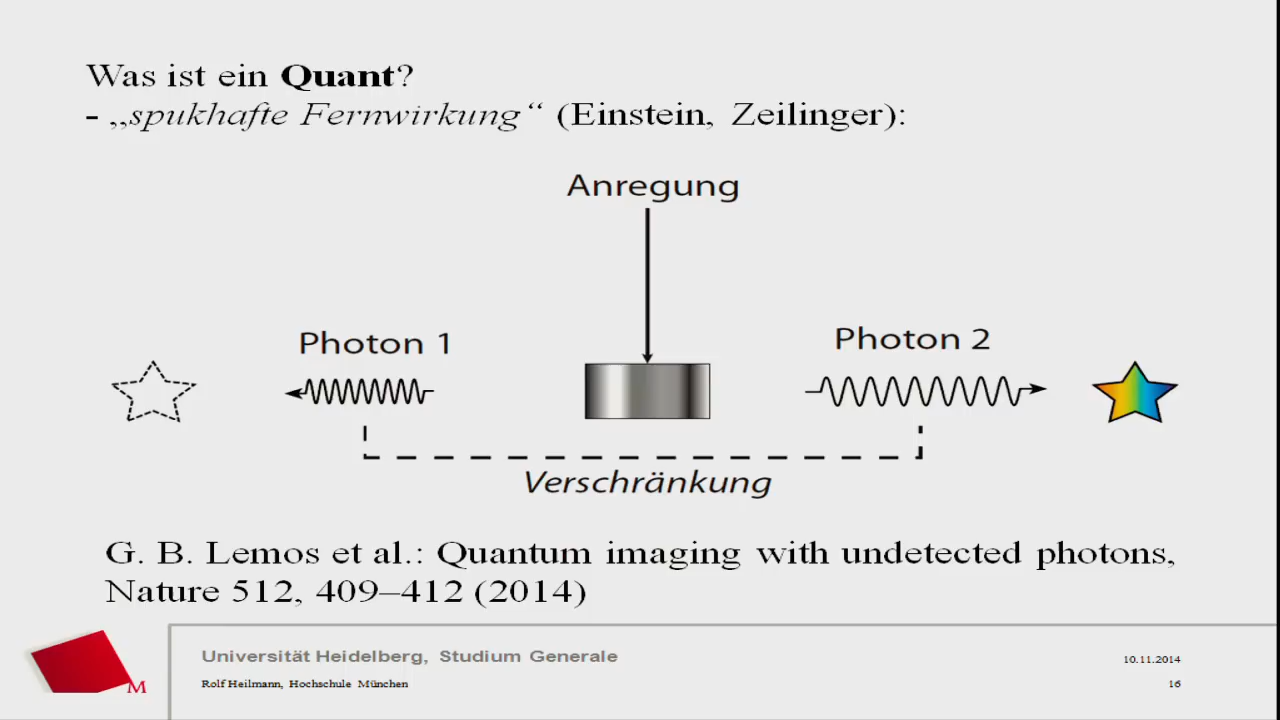 Was ist ein Quant?
- ,,spukhafte Fernwirkung“ (Einstein, Zeilinger):
Anregung
Photon 1
Photon 2
Verschränkung
G. B. Lemos et al.: Quantum imaging with undetected photons,
Nature 512, 409–412 (2014)
Universität Heidelberg, Studium Generale
10.11.2014
Rolf Heilmann, Hochschule München
16
M